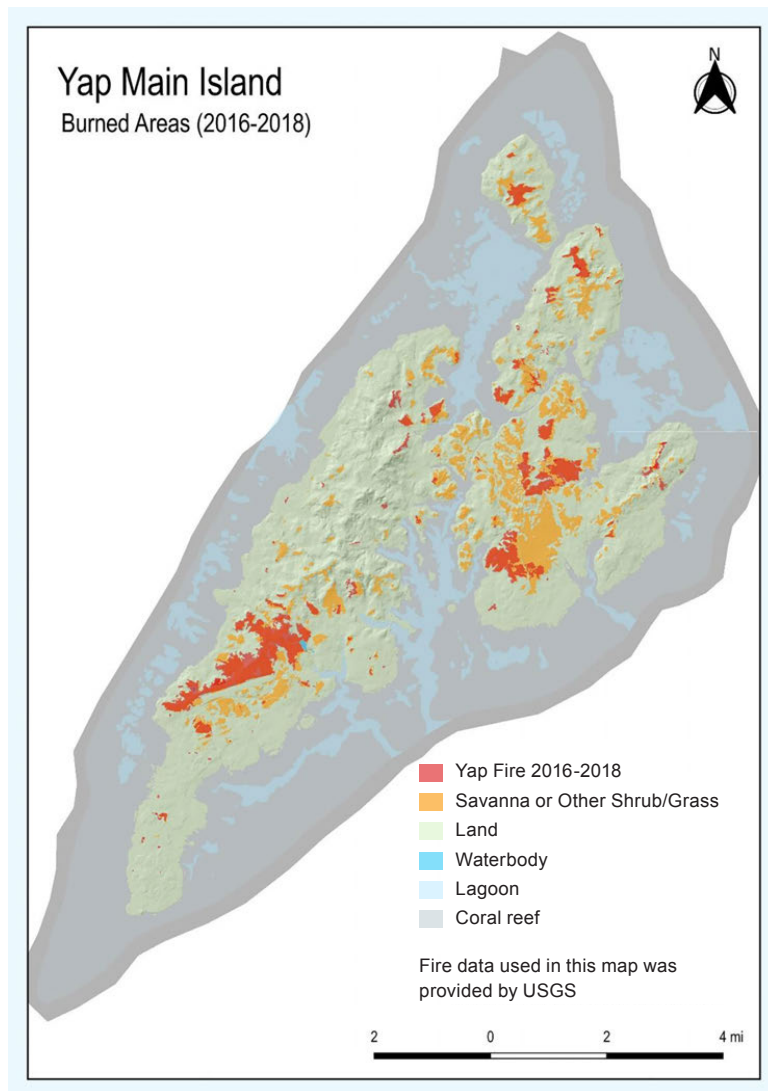 Yap Main Island
Burned Areas (2016-2018)
N
Yap Fire 2016-2018
Savanna or Other Shrub/Grass
Land
Waterbody
Lagoon
Coral reef
Fire data used in this map was
provided by USGS
2 0 2 4 mi